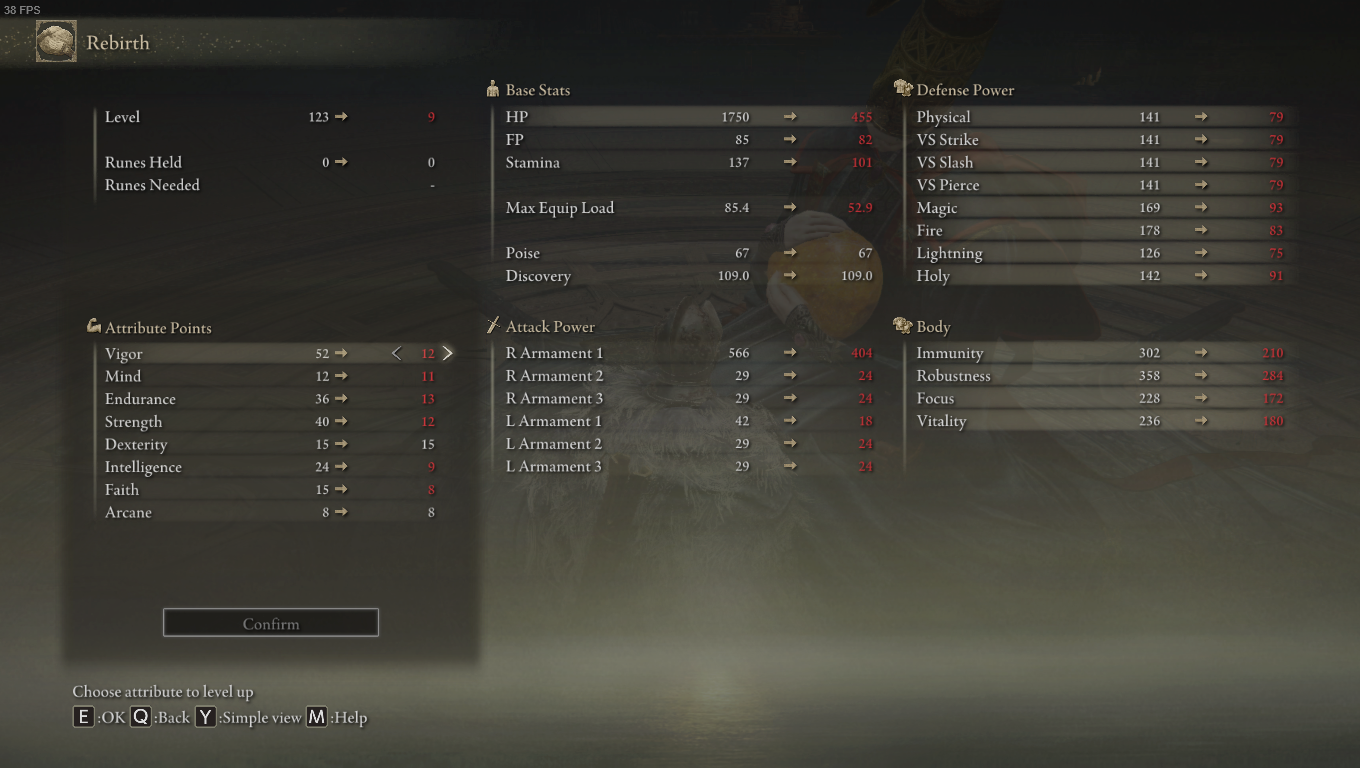 38 FPS
Rebirth
Level 123 → 9
Runes Held 0 → 0
Runes Needed -
Base Stats
HP 1750 → 455
FP 85 → 82
Stamina 137 → 101
Max Equip Load 85.4 → 52.9
Poise 67 → 67
Discovery 109.0 → 109.0
Defense Power
Physical 141 → 79
VS Strike 141 → 79
VS Slash 141 → 79
VS Pierce 141 → 79
Magic 169 → 93
Fire 178 → 83
Lightning 126 → 75
Holy 142 → 91
Attribute Points
Vigor 52 → < 12 >
Mind 12 → 11
Endurance 36 → 13
Strength 40 → 12
Dexterity 15 → 15
Intelligence 24 → 9
Faith 15 → 8
Arcane 8 → 8
Attack Power
R Armament 1 566 → 404
R Armament 2 29 → 24
R Armament 3 29 → 24
L Armament 1 42 → 18
L Armament 2 29 → 24
L Armament 3 29 → 24
Body
Immunity 302 → 210
Robustness 358 → 284
Focus 228 → 172
Vitality 236 → 180
Confirm
Choose attribute to level up
E :OK Q :Back Y :Simple view M :Help